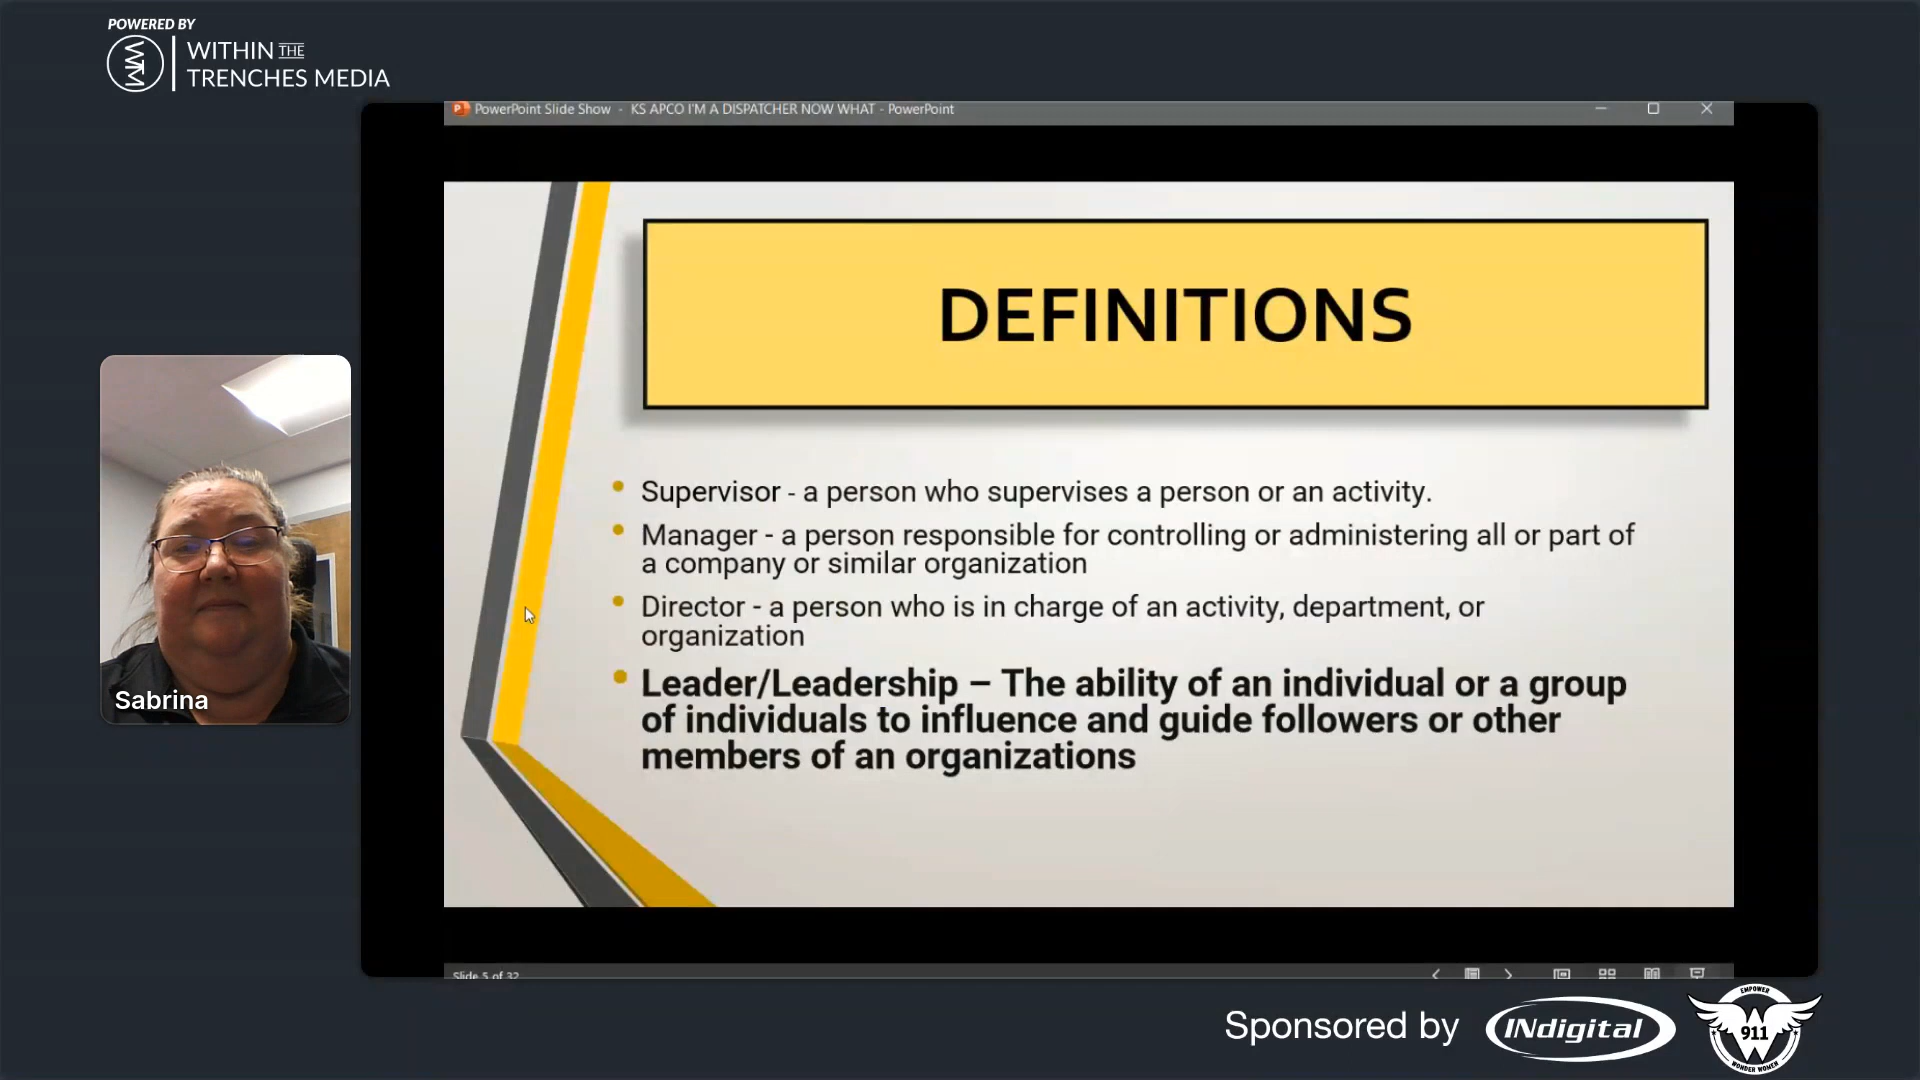 POWERED BY
WITHIN THE
TRENCHES MEDIA
PowerPoint Slide Show - KS APCO I'M A DISPATCHER NOW WHAT - PowerPoint
DEFINITIONS
Supervisor - a person who supervises a person or an activity.
Manager - a person responsible for controlling or administering all or part of
a company or similar organization
Director - a person who is in charge of an activity, department, or
organization
Leader/Leadership – The ability of an individual or a group
of individuals to influence and guide followers or other
members of an organizations
Sabrina
Slide 5 of 32
Sponsored by
INdigital
EMPOWER
911
W
WONDER WOMEN